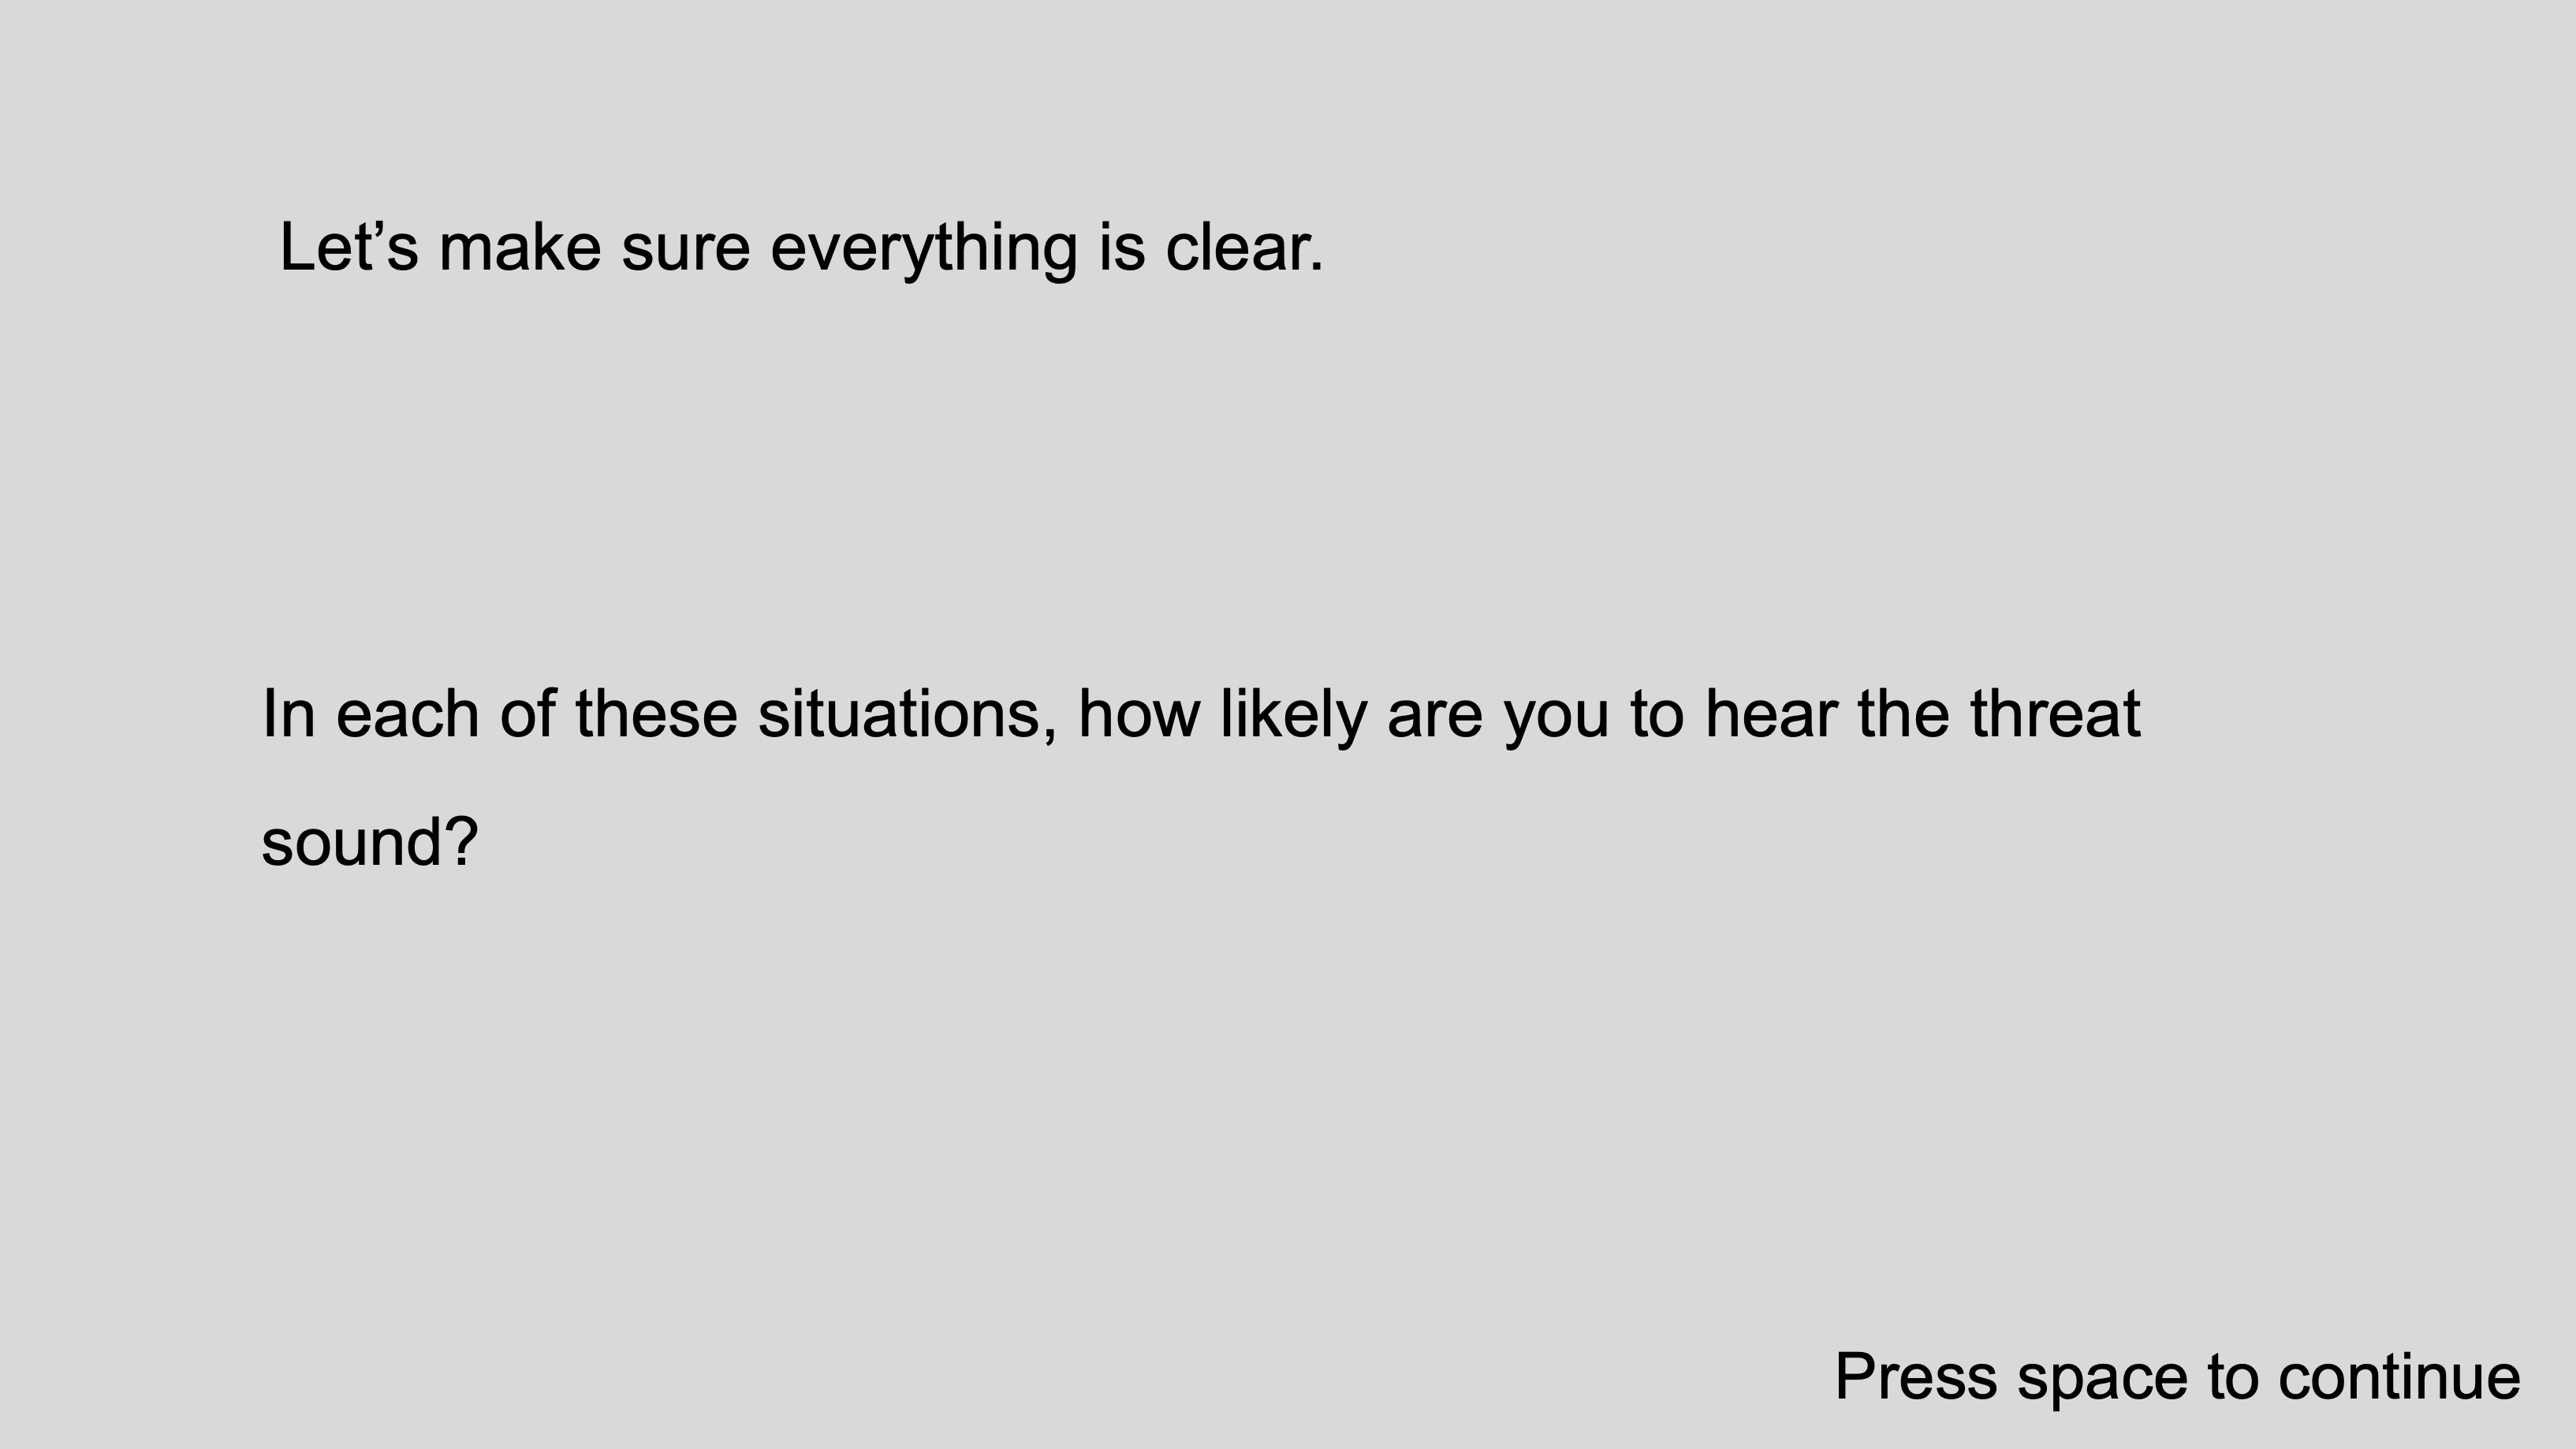 Let’s make sure everything is clear.
In each of these situations, how likely are you to hear the threat
sound?
Press space to continue